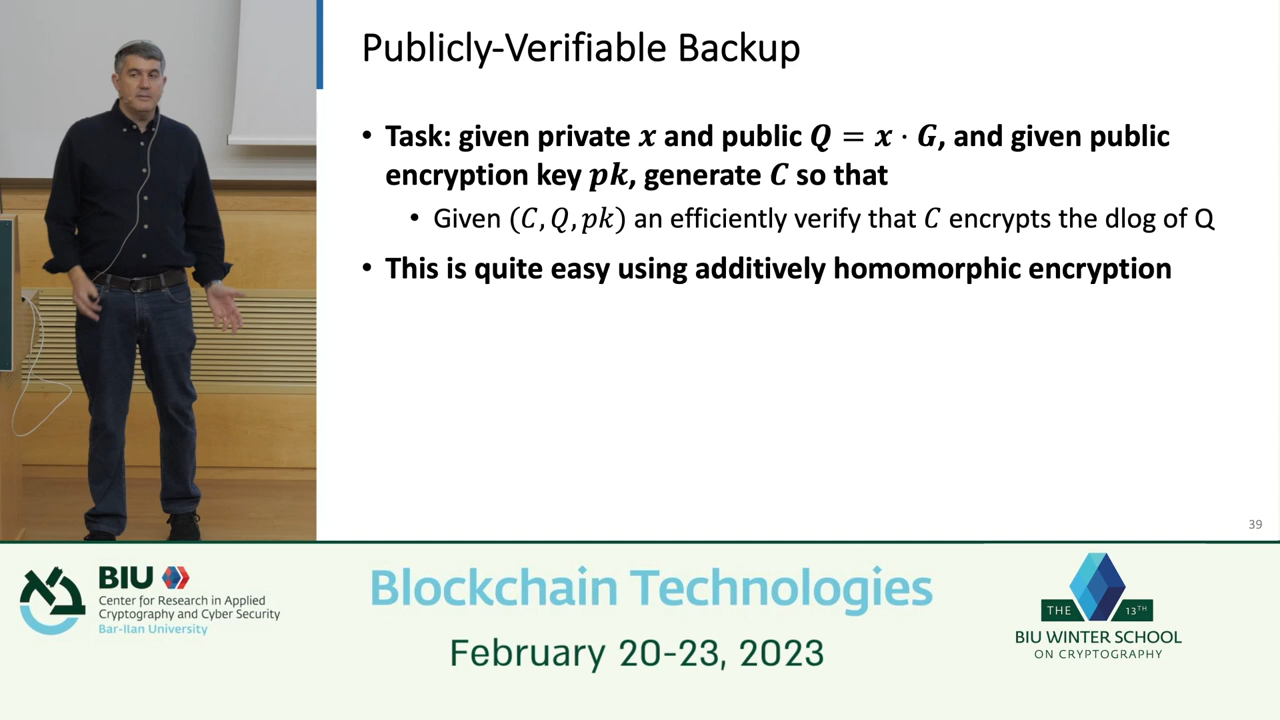 Publicly-Verifiable Backup
• Task: given private x and public Q = x · G, and given public
encryption key pk, generate C so that
• Given (C, Q, pk) an efficiently verify that C encrypts the dlog of Q
• This is quite easy using additively homomorphic encryption
39
BIU
Center for Research in Applied
Cryptography and Cyber Security
Bar-Ilan University
Blockchain Technologies
February 20-23, 2023
THE 13TH
BIU WINTER SCHOOL
ON CRYPTOGRAPHY